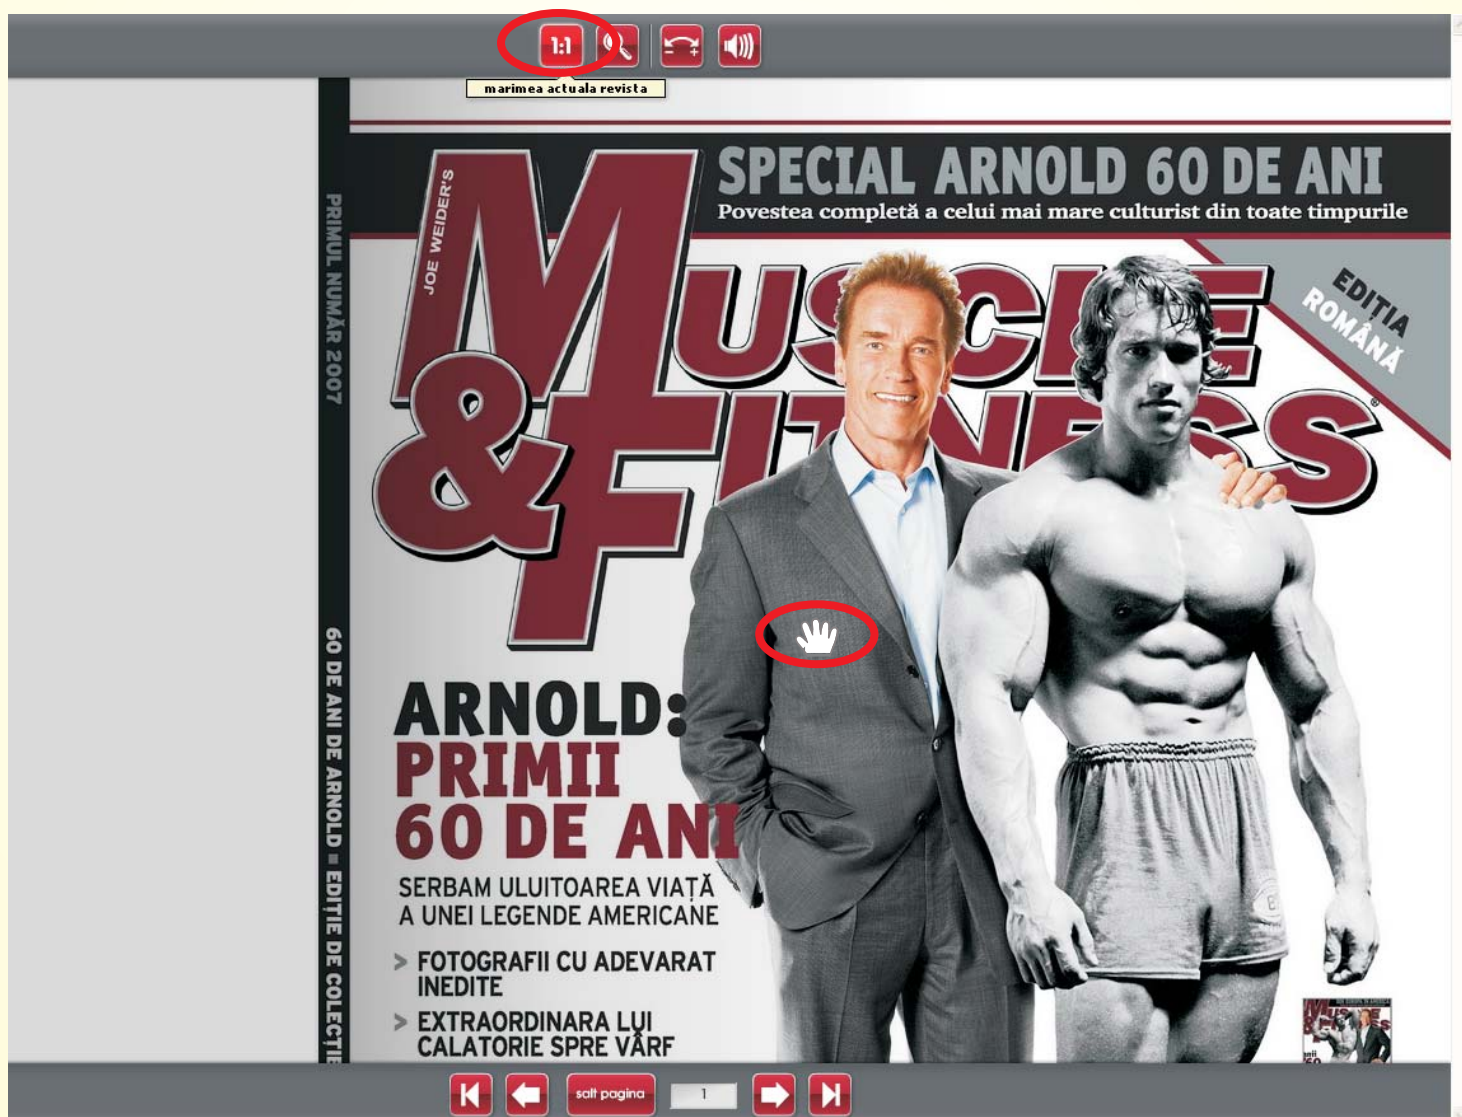 1:1
marimea actuala revista
SPECIAL ARNOLD 60 DE ANI
Povestea completă a celui mai mare culturist din toate timpurile
JOE WEIDER'S
MUSCLE
& FITNESS®
EDIȚIA
ROMÂNĂ
PRIMUL NUMĂR 2007
60 DE ANI DE ARNOLD ■ EDIȚIE DE COLECȚIE
ARNOLD:
PRIMII
60 DE ANI
SERBAM ULUITOAREA VIAȚĂ
A UNEI LEGENDE AMERICANE
> FOTOGRAFII CU ADEVARAT
INEDITE
> EXTRAORDINARA LUI
CALATORIE SPRE VÂRF
MUSCLE
& FITNESS
salt pagina
1